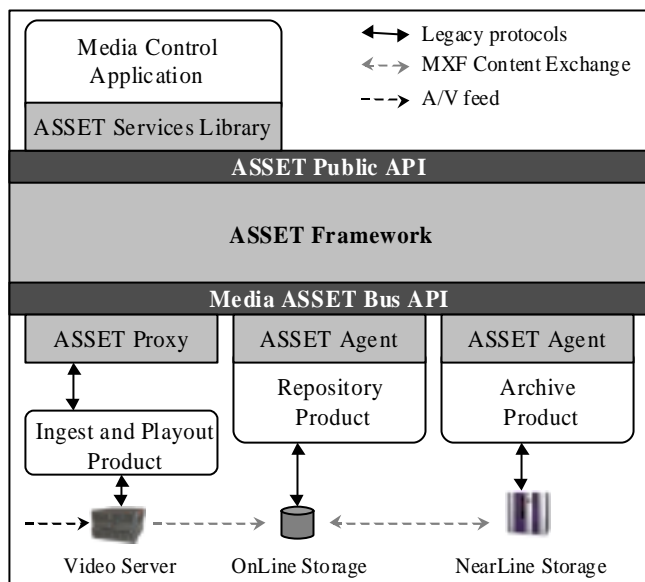 Media Control
Application
ASSET Services Library
Legacy protocols
MXF Content Exchange
A/V feed
ASSET Public API
ASSET Framework
Media ASSET Bus API
ASSET Proxy
ASSET Agent
ASSET Agent
Repository
Product
Archive
Product
Ingest and Playout
Product
Video Server
OnLine Storage
NearLine Storage